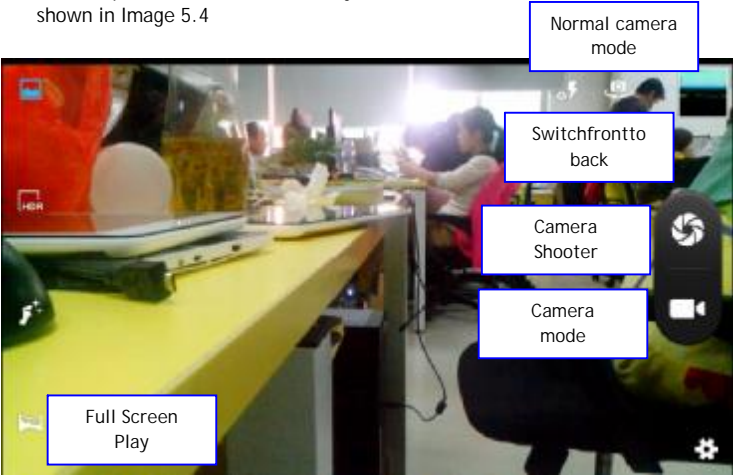 shown in Image 5.4
Normal camera
mode
Switchfrontto
back
HDR
Camera
Shooter
Camera
mode
Full Screen
Play